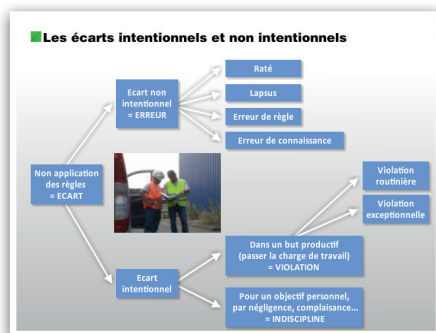 Les écarts intentionnels et non intentionnels
Raté
Ecart non
intentionnel
= ERREUR
Lapsus
Erreur de règle
Erreur de connaissance
Non application
des règles
= ECART
Violation
routinière
Violation
exceptionnelle
Dans un but productif
(passer la charge de travail)
= VIOLATION
Ecart
intentionnel
Pour un objectif personnel,
par négligence, complaisance...
= INDISCIPLINE